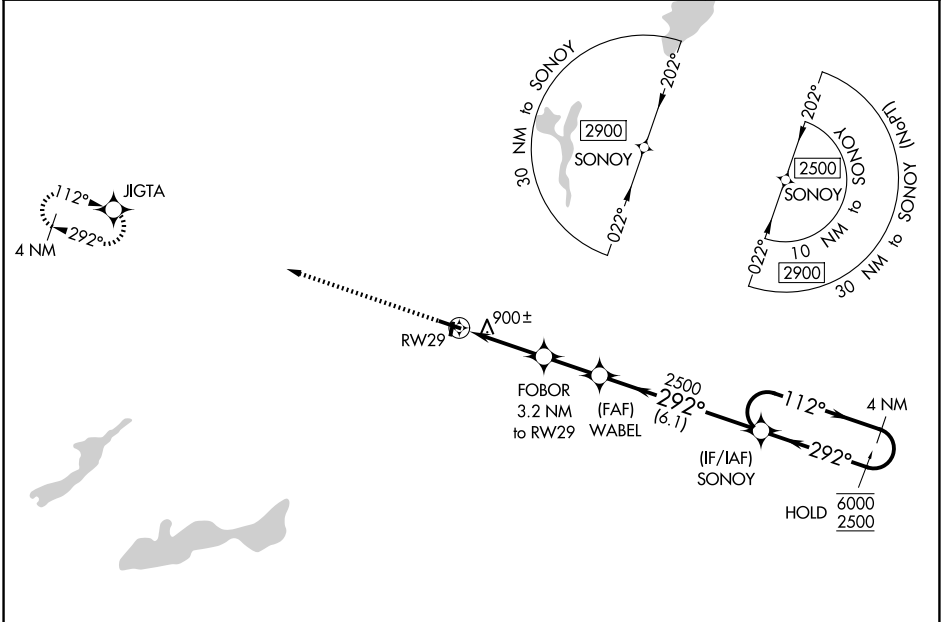 30 NM to SONOY
202°
2900
SONOY
022°
202°
30 NM to SONOY (NoPT)
10 NM to SONOY
2500
SONOY
2900
022°
JIGTA
112°
292°
4 NM
900±
RW29
FOBOR
3.2 NM
to RW29
(FAF)
WABEL
2500
292°
(6.1)
(IF/IAF)
SONOY
112°
4 NM
292°
HOLD
6000
2500